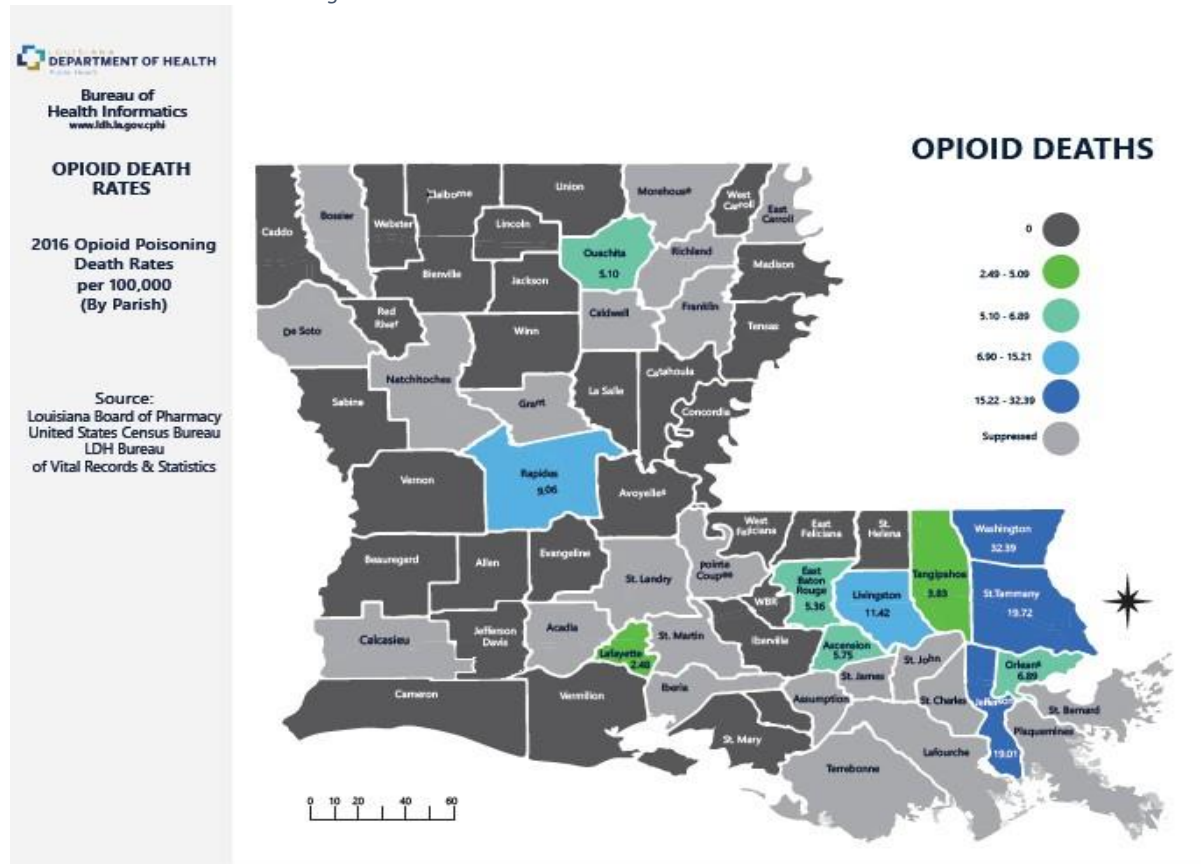 LOUISIANA
DEPARTMENT OF HEALTH
Public Health
Bureau of
Health Informatics
www.ldh.la.gov.cphi
OPIOID DEATH
RATES
2016 Opioid Poisoning
Death Rates
per 100,000
(By Parish)
Source:
Louisiana Board of Pharmacy
United States Census Bureau
LDH Bureau
of Vital Records & Statistics
OPIOID DEATHS
0
2.49 - 5.09
5.10 - 6.89
6.90 - 15.21
15.22 - 32.39
Suppressed
Caddo
Bossier
Webster
Claiborne
Union
Lincoln
Morehouse
West
Carroll
East
Carroll
Ouachita
5.10
Richland
Madison
Bienville
Jackson
Red
River
De Soto
Caldwell
Franklin
Tensas
Winn
Natchitoches
Sabine
Grant
La Salle
Catahoula
Concordia
Rapides
9.06
Vernon
Avoyelles
West
Feliciana
East
Feliciana
St.
Helena
Washington
32.39
Beauregard
Allen
Evangeline
St. Landry
Pointe
Coupee
East
Baton
Rouge
5.36
Livingston
11.42
Tangipahoa
3.83
St.Tammany
19.72
WBR
Calcasieu
Jefferson
Davis
Acadia
Lafayette
2.48
St. Martin
Iberville
Ascension
5.75
St. James
St. John
Orleans
6.89
Cameron
Vermilion
Iberia
Assumption
St. Charles
Jefferson
19.01
St. Bernard
Plaquemines
St. Mary
Lafourche
Terrebonne
0 10 20 40 60